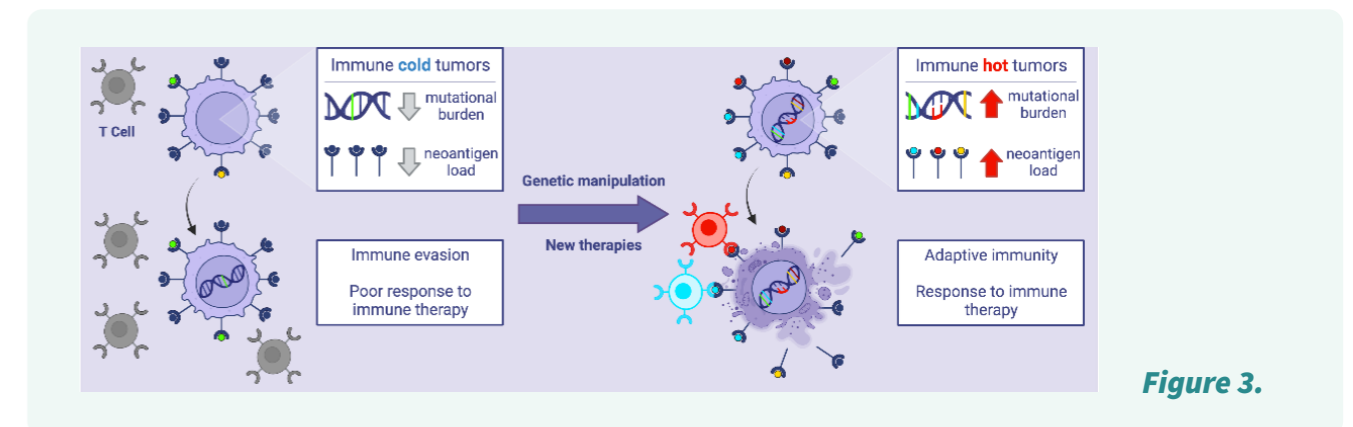 T Cell
Immune cold tumors
mutational
burden
neoantigen
load
Immune evasion
Poor response to
immune therapy
Genetic manipulation
New therapies
Immune hot tumors
mutational
burden
neoantigen
load
Adaptive immunity
Response to immune
therapy
Figure 3.